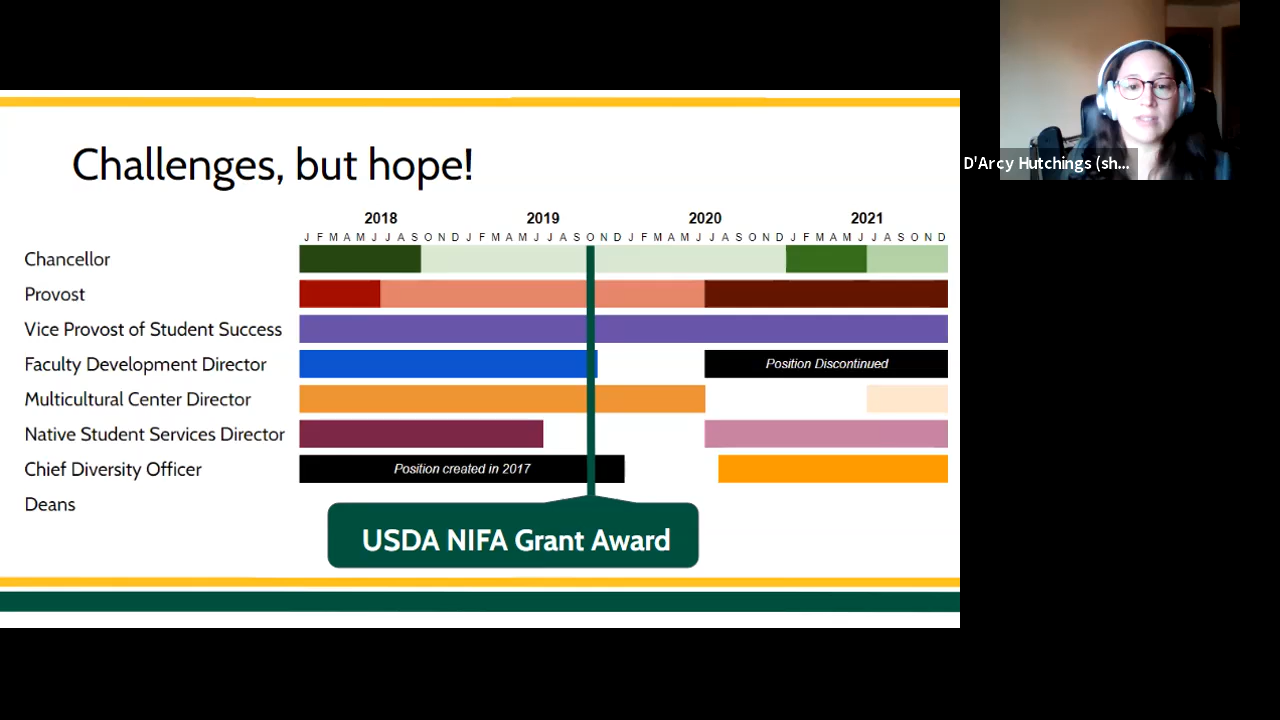 D'Arcy Hutchings (sh...
Challenges, but hope!
2018 2019 2020 2021
J F M A M J J A S O N D J F M A M J J A S O N D J F M A M J J A S O N D J F M A M J J A S O N D
Chancellor
Provost
Vice Provost of Student Success
Faculty Development Director Position Discontinued
Multicultural Center Director
Native Student Services Director
Chief Diversity Officer Position created in 2017
Deans
USDA NIFA Grant Award